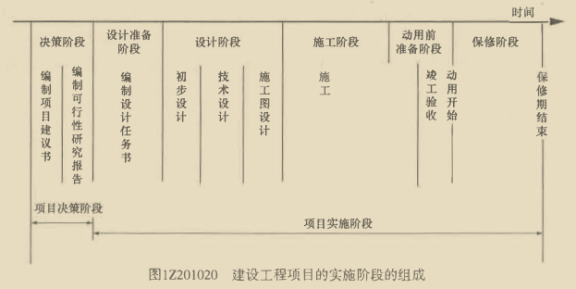 时间
决策阶段
设计准备
阶段
设计阶段
施工阶段
动用前
准备阶段
保修阶段
编制项目建议书
编制可行性研究报告
编制设计任务书
初步设计
技术设计
施工图设计
施工
竣工验收
动用开始
保修期结束
项目决策阶段
项目实施阶段
图1Z201020 建设工程项目的实施阶段的组成